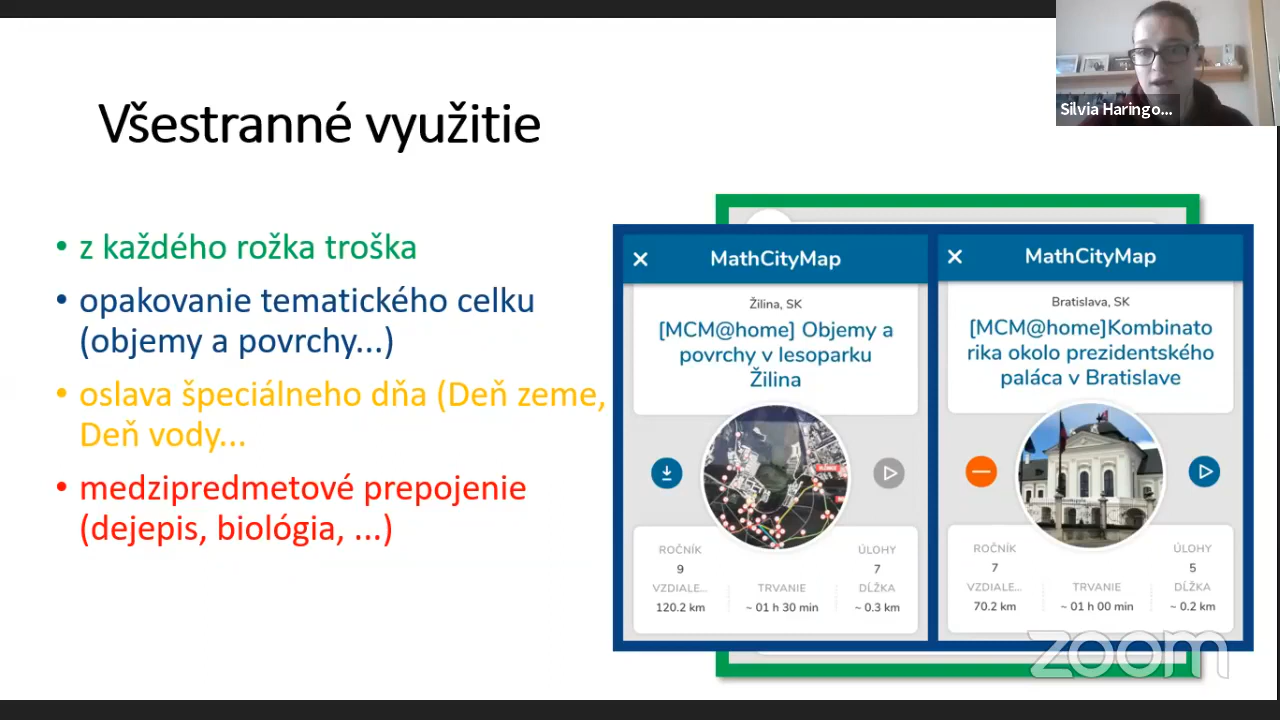 Všestranné využitie
Silvia Haringo...
• z každého rožka troška
• opakovanie tematického celku
(objemy a povrchy...)
• oslava špeciálneho dňa (Deň zeme,
Deň vody...
• medzipredmetové prepojenie
(dejepis, biológia, ...)
MathCityMap
Žilina, SK
[MCM@home] Objemy a
povrchy v lesoparku
Žilina
ROČNÍK
9
ÚLOHY
7
VZDIALE...
120.2 km
TRVANIE
~ 01 h 30 min
DĹŽKA
~ 0.3 km
MathCityMap
Bratislava, SK
[MCM@home]Kombinato
rika okolo prezidentského
paláca v Bratislave
ROČNÍK
7
ÚLOHY
5
VZDIALE...
70.2 km
TRVANIE
~ 01 h 00 min
DĹŽKA
~ 0.2 km
zoom